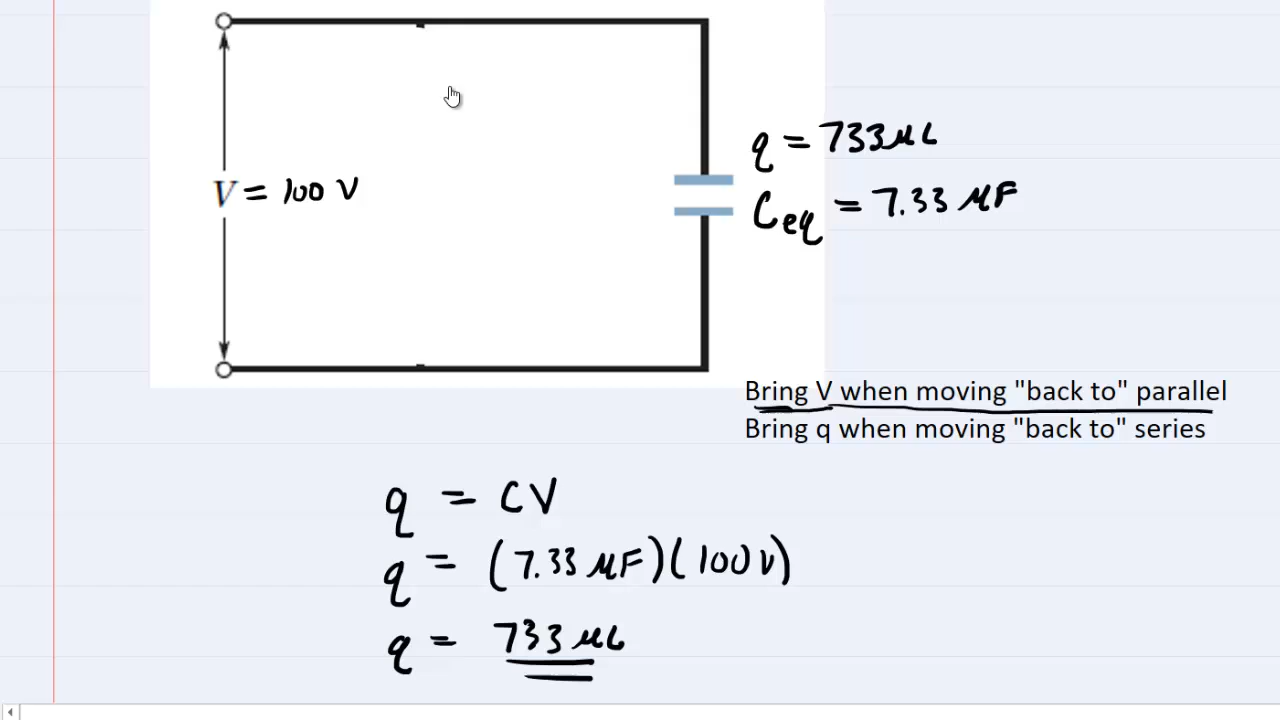 V = 100 V
q = 733 μC
Ceq = 7.33 μF
Bring V when moving "back to" parallel
Bring q when moving "back to" series
q = CV
q = (7.33 μF)(100 V)
q = 733 μC